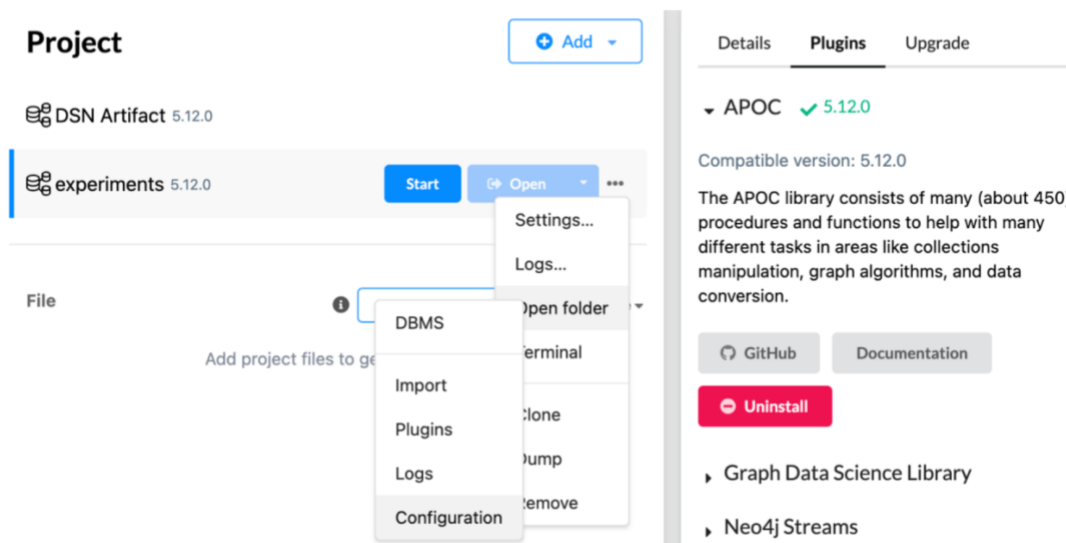 Project
Add
DSN Artifact 5.12.0
experiments 5.12.0
Start
Open
Settings...
Logs...
Open folder
Terminal
Clone
Dump
Remove
File
Add project files to ge
DBMS
Import
Plugins
Logs
Configuration
Details Plugins Upgrade
APOC 5.12.0
Compatible version: 5.12.0
The APOC library consists of many (about 450)
procedures and functions to help with many
different tasks in areas like collections
manipulation, graph algorithms, and data
conversion.
GitHub Documentation
Uninstall
Graph Data Science Library
Neo4j Streams